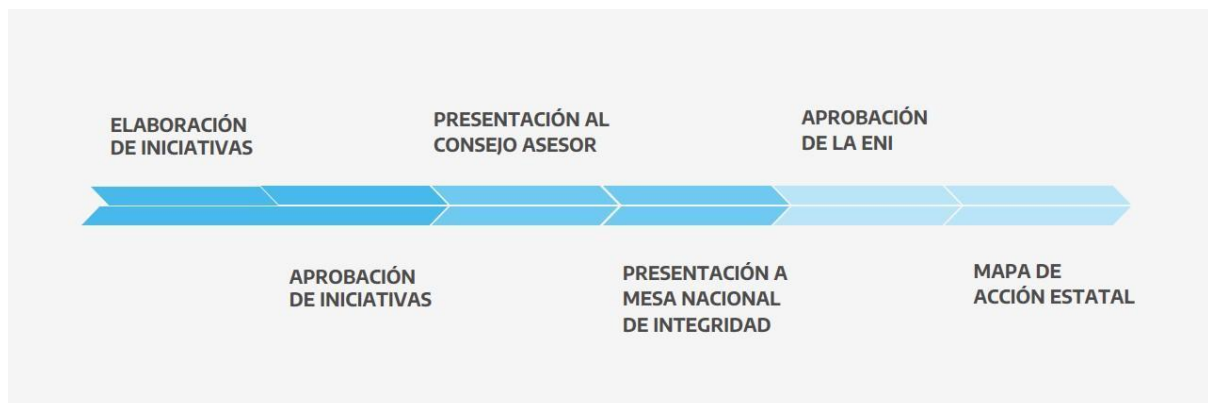 ELABORACIÓN
DE INICIATIVAS
APROBACIÓN
DE INICIATIVAS
PRESENTACIÓN AL
CONSEJO ASESOR
PRESENTACIÓN A
MESA NACIONAL
DE INTEGRIDAD
APROBACIÓN
DE LA ENI
MAPA DE
ACCIÓN ESTATAL